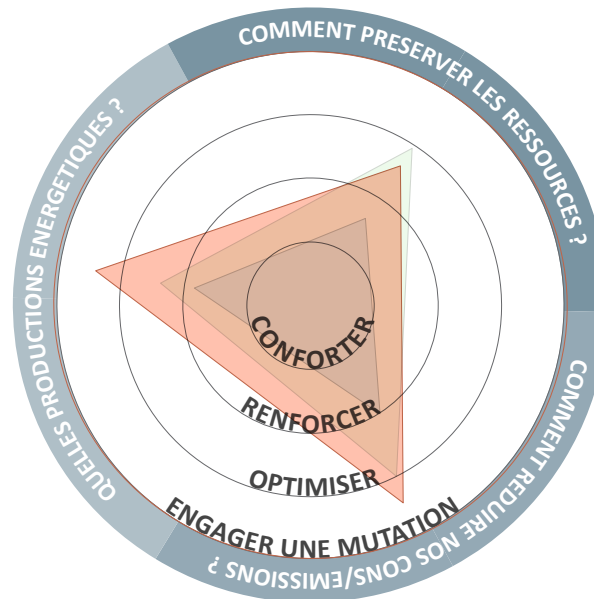 COMMENT PRESERVER LES RESSOURCES ?
QUELLES PRODUCTIONS ENERGETIQUES ?
COMMENT REDUIRE NOS CONS/EMISSIONS ?
CONFORTER
RENFORCER
OPTIMISER
ENGAGER UNE MUTATION